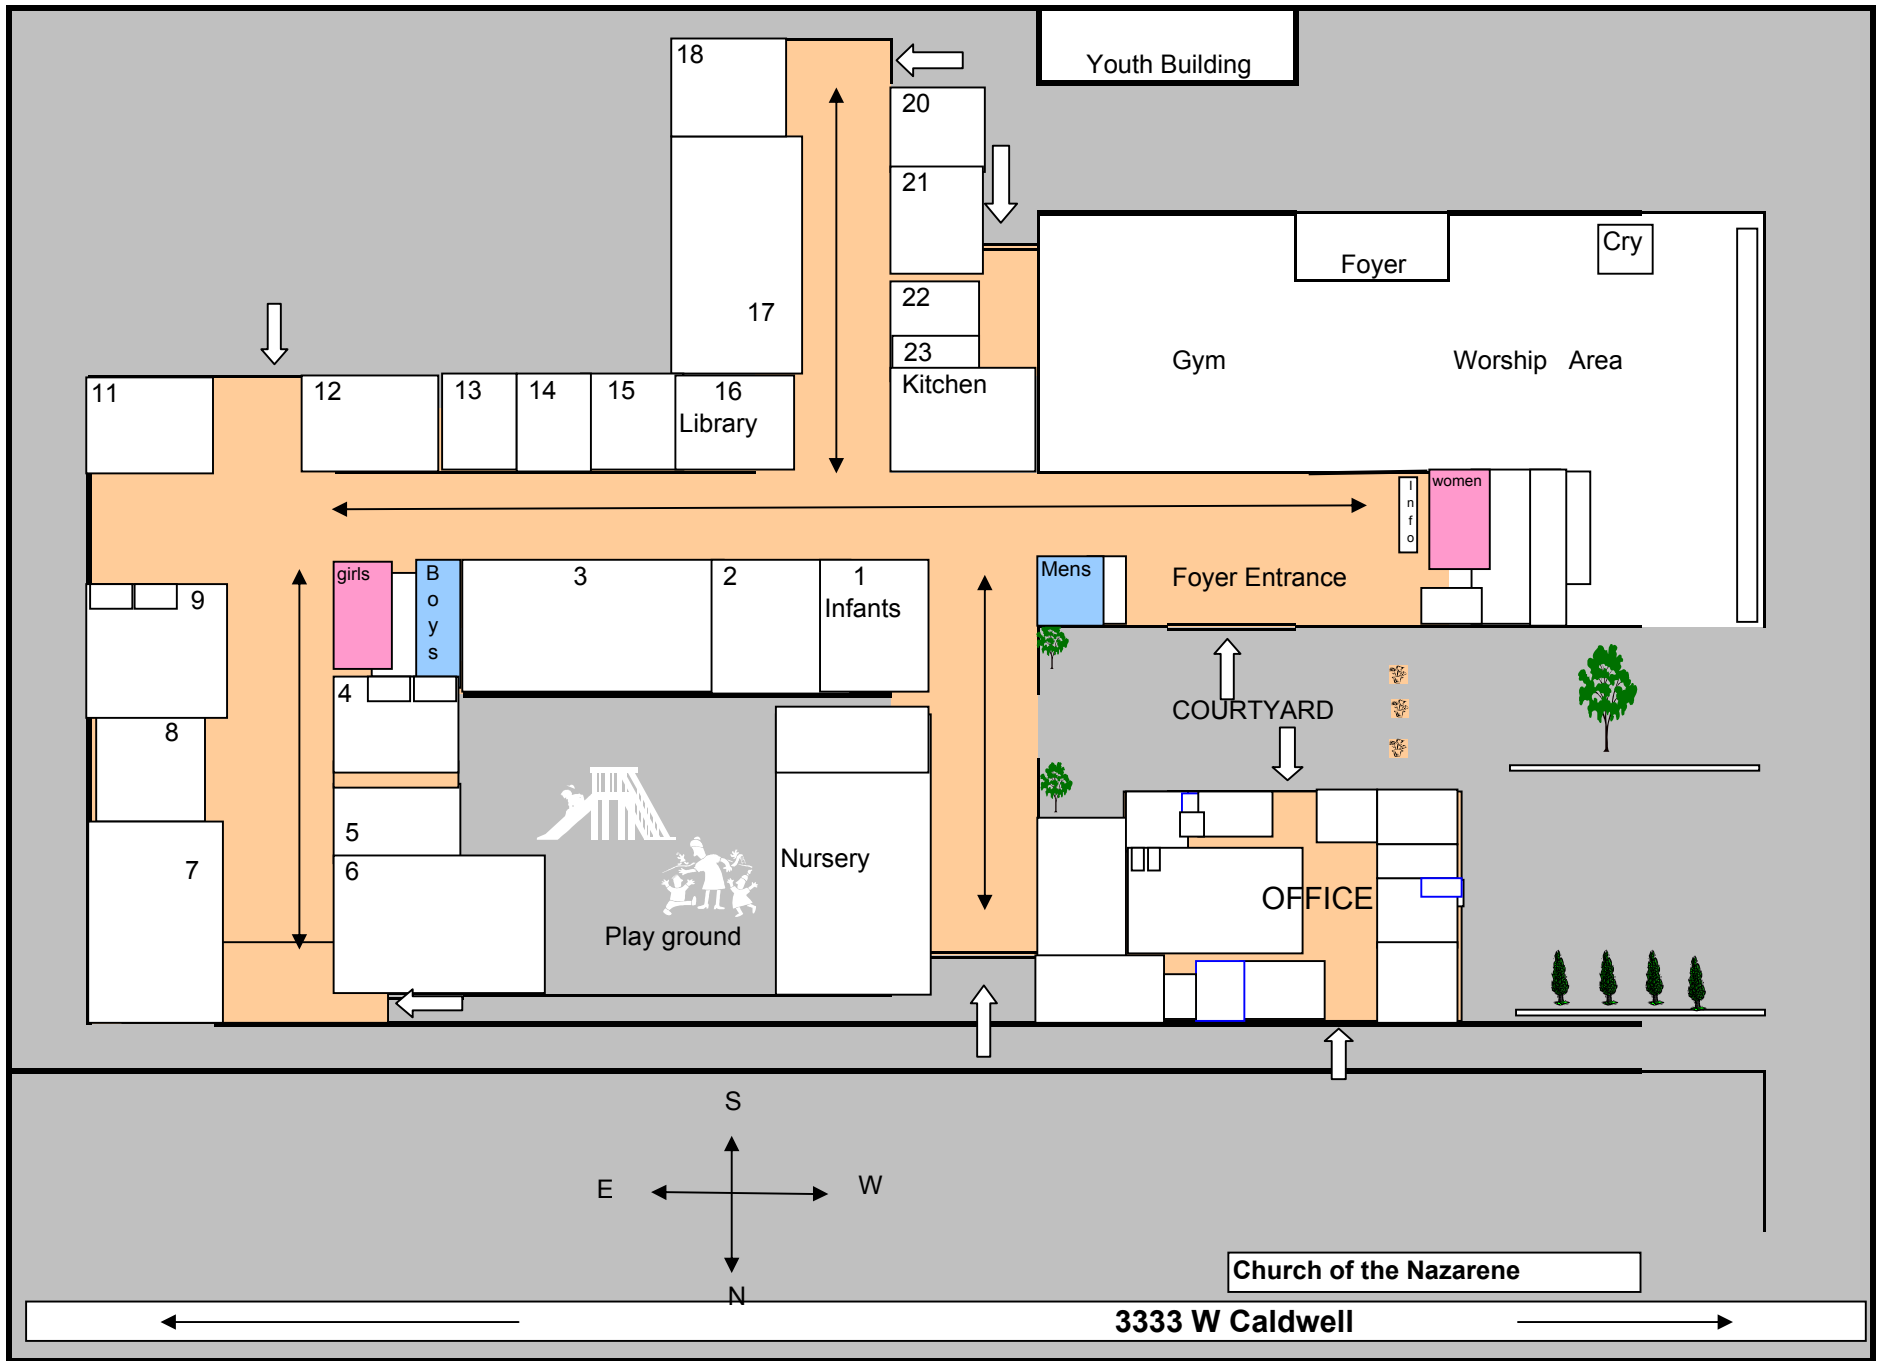 18
Youth Building
20
21
Cry
Foyer
22
17
23
Gym
Worship Area
11
12
13
14
15
16
Library
Kitchen
Info
women
girls
Boys
3
2
1
Infants
Mens
Foyer Entrance
9
4
8
COURTYARD
5
7
6
Nursery
OFFICE
Play ground
S
E
W
N
Church of the Nazarene
3333 W Caldwell